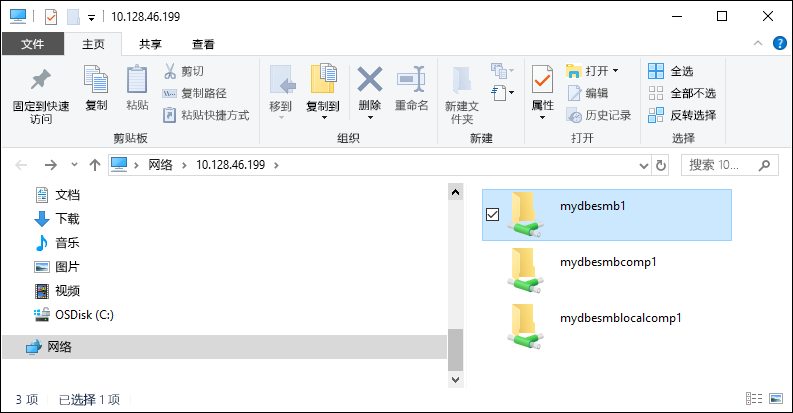 10.128.46.199
文件 主页 共享 查看
固定到快速访问
复制
粘贴
剪切
复制路径
粘贴快捷方式
剪贴板
移到
复制到
删除
重命名
组织
新建文件夹
新建
属性
打开
编辑
历史记录
打开
全选
全部不选
反转选择
选择
网络 10.128.46.199
搜索 10...
文档
下载
音乐
图片
视频
OSDisk (C:)
网络
mydbesmb1
mydbesmbcomp1
mydbesmblocalcomp1
3 项 已选择 1 项